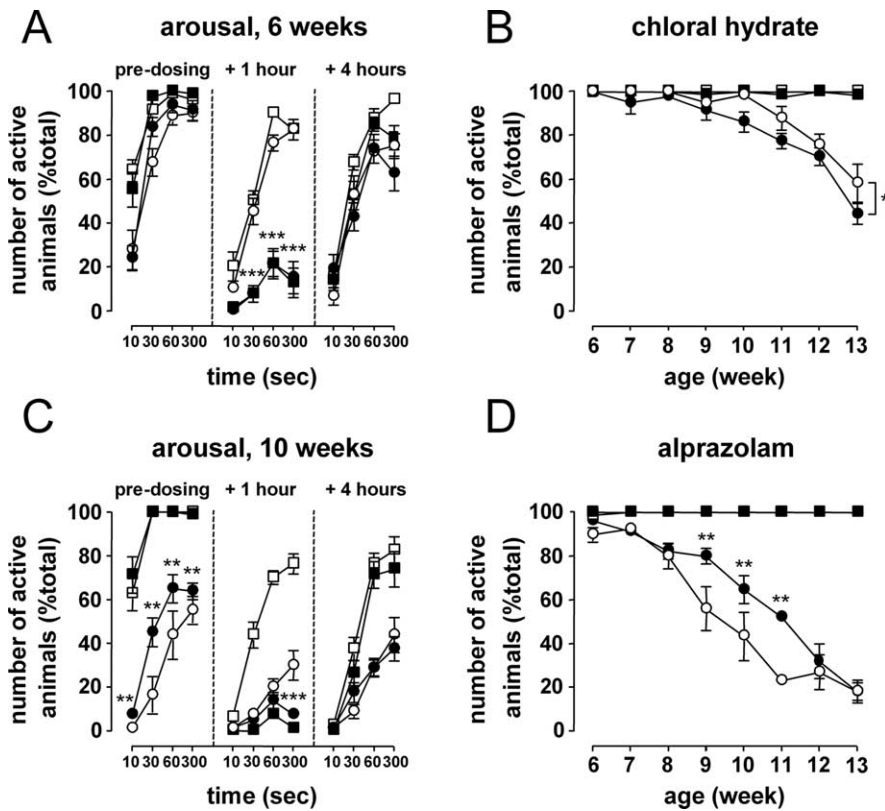 A
arousal, 6 weeks
pre-dosing + 1 hour + 4 hours
number of active
animals (%total)
100
80
60
40
20
0
***
***
***
10 30 60 300 10 30 60 300 10 30 60 300
time (sec)
B
chloral hydrate
number of active
animals (%total)
100
80
60
40
20
0
*
6 7 8 9 10 11 12 13
age (week)
C
arousal, 10 weeks
pre-dosing + 1 hour + 4 hours
number of active
animals (%total)
100
80
60
40
20
0
**
**
**
**
***
10 30 60 300 10 30 60 300 10 30 60 300
time (sec)
D
alprazolam
number of active
animals (%total)
100
80
60
40
20
0
**
**
**
6 7 8 9 10 11 12 13
age (week)